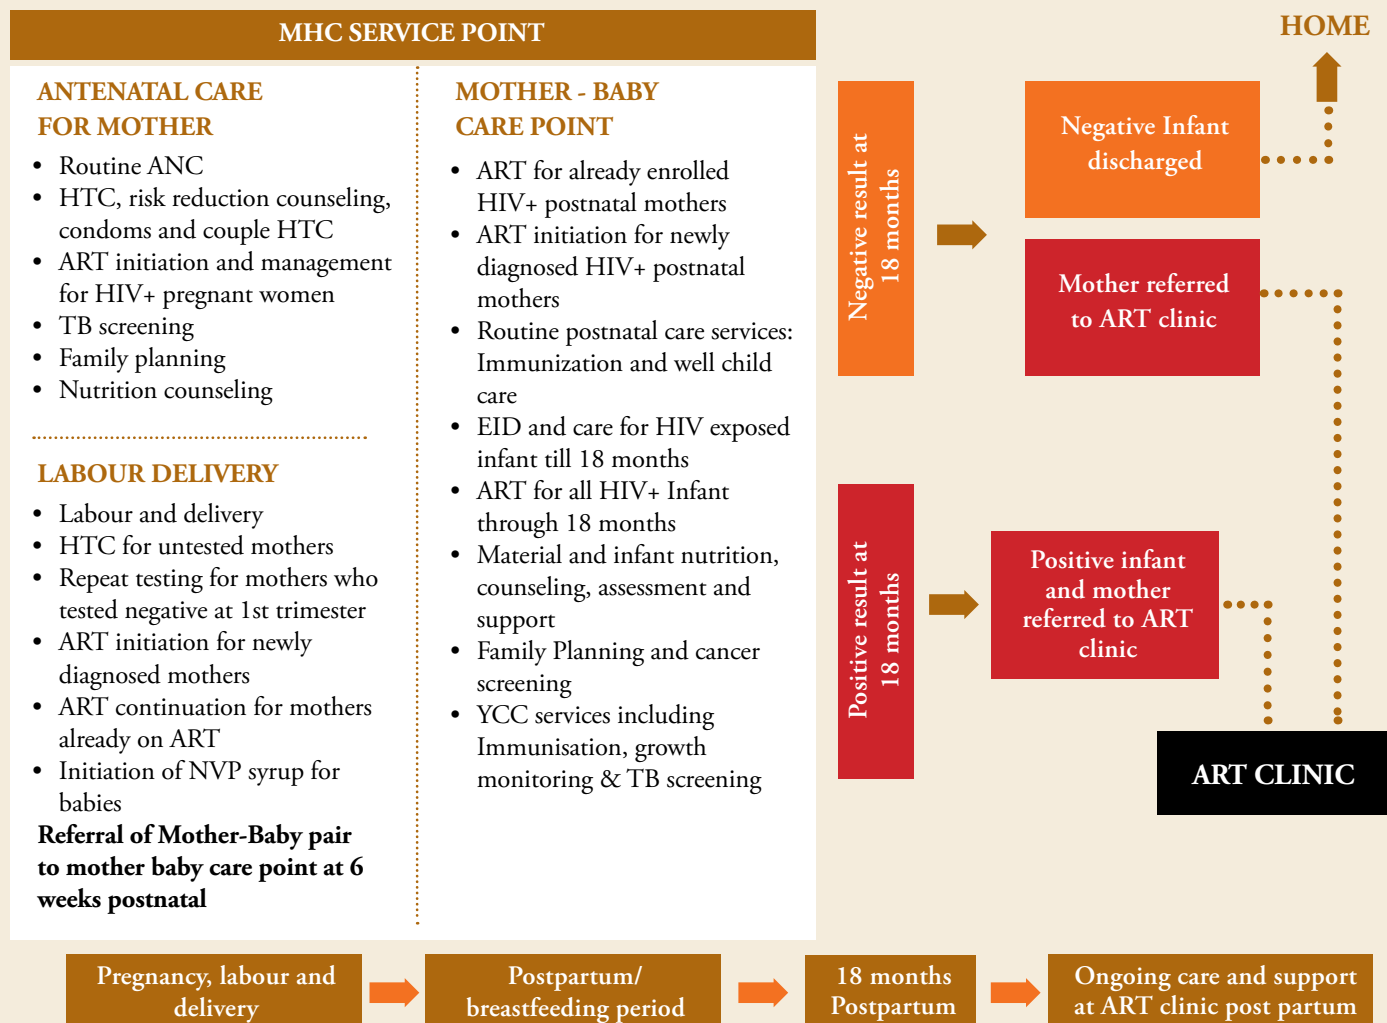 MHC SERVICE POINT
ANTENATAL CARE
FOR MOTHER
• Routine ANC
• HTC, risk reduction counseling,
condoms and couple HTC
• ART initiation and management
for HIV+ pregnant women
• TB screening
• Family planning
• Nutrition counseling
LABOUR DELIVERY
• Labour and delivery
• HTC for untested mothers
• Repeat testing for mothers who
tested negative at 1st trimester
• ART initiation for newly
diagnosed mothers
• ART continuation for mothers
already on ART
• Initiation of NVP syrup for
babies
Referral of Mother-Baby pair
to mother baby care point at 6
weeks postnatal
MOTHER - BABY
CARE POINT
• ART for already enrolled
HIV+ postnatal mothers
• ART initiation for newly
diagnosed HIV+ postnatal
mothers
• Routine postnatal care services:
Immunization and well child
care
• EID and care for HIV exposed
infant till 18 months
• ART for all HIV+ Infant
through 18 months
• Material and infant nutrition,
counseling, assessment and
support
• Family Planning and cancer
screening
• YCC services including
Immunisation, growth
monitoring & TB screening
Negative result at
18 months
Negative Infant
discharged
HOME
Mother referred
to ART clinic
Positive result at
18 months
Positive infant
and mother
referred to ART
clinic
ART CLINIC
Pregnancy, labour and
delivery
Postpartum/
breastfeeding period
18 months
Postpartum
Ongoing care and support
at ART clinic post partum